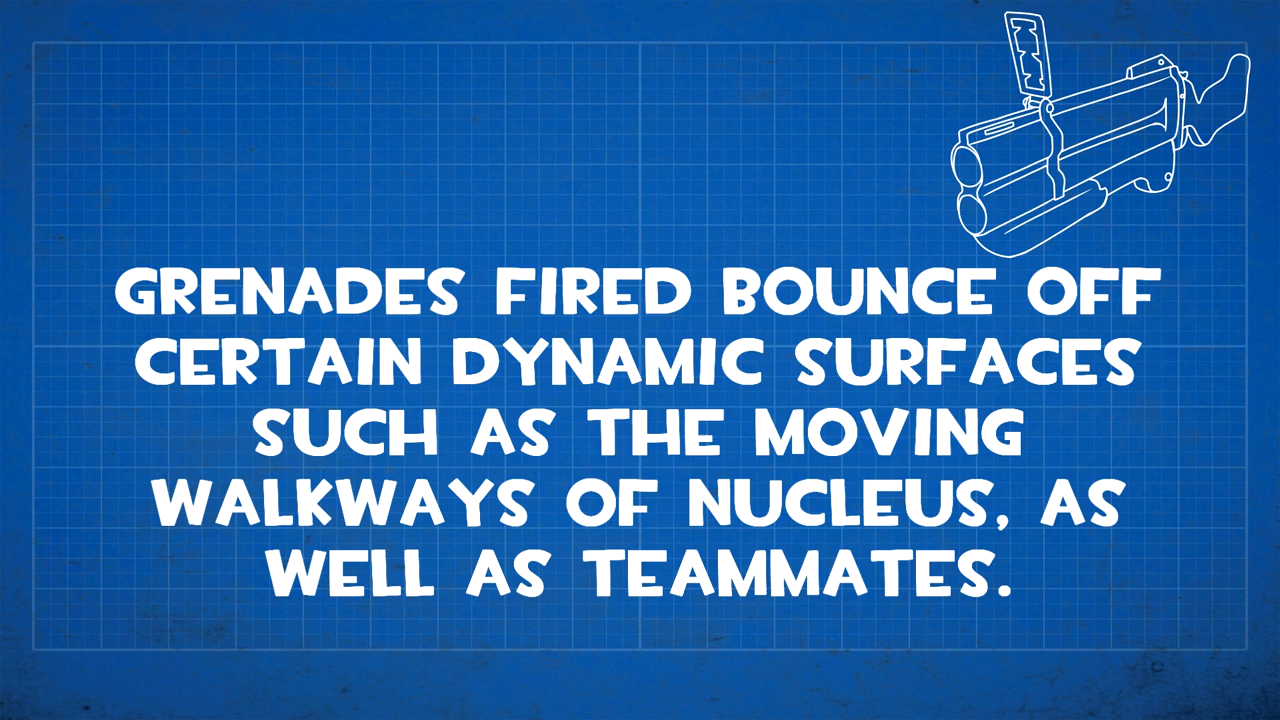 GRENADES FIRED BOUNCE OFF
CERTAIN DYNAMIC SURFACES
SUCH AS THE MOVING
WALKWAYS OF NUCLEUS, AS
WELL AS TEAMMATES.